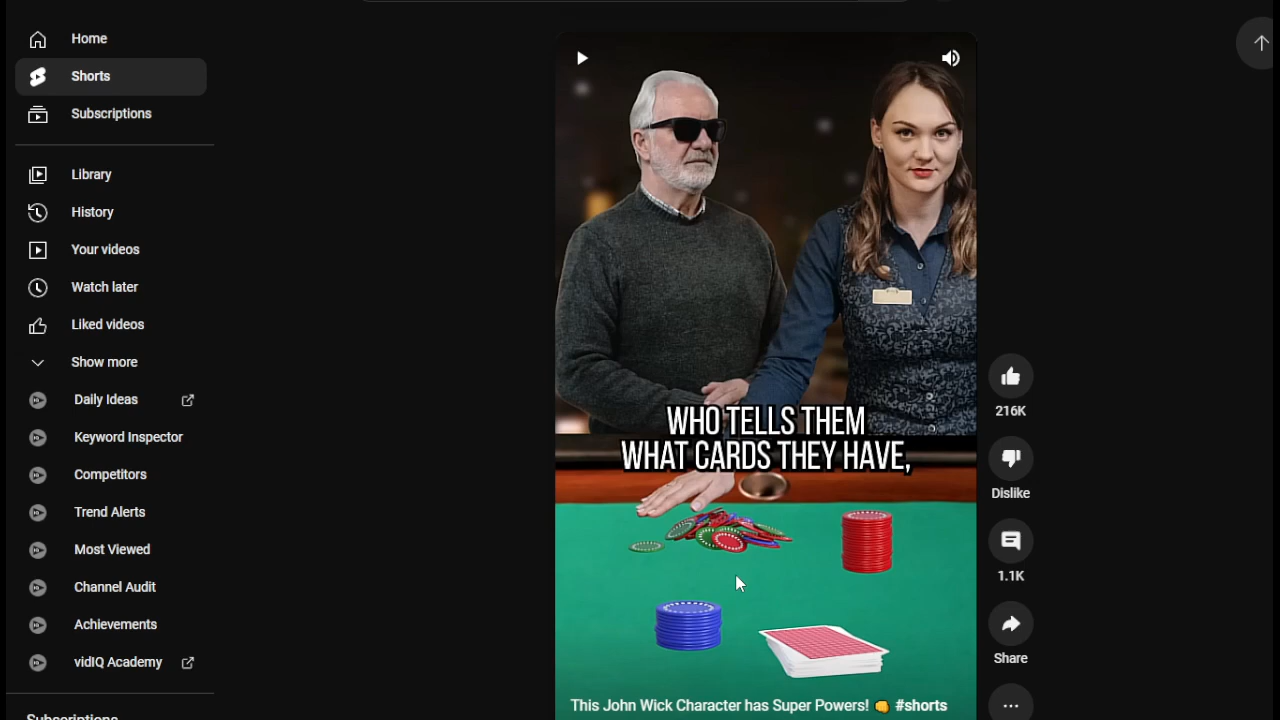 Home
Shorts
Subscriptions
Library
History
Your videos
Watch later
Liked videos
Show more
Daily Ideas
Keyword Inspector
Competitors
Trend Alerts
Most Viewed
Channel Audit
Achievements
vidIQ Academy
Subscriptions
WHO TELLS THEM
WHAT CARDS THEY HAVE,
This John Wick Character has Super Powers! 👊 #shorts
216K
Dislike
1.1K
Share